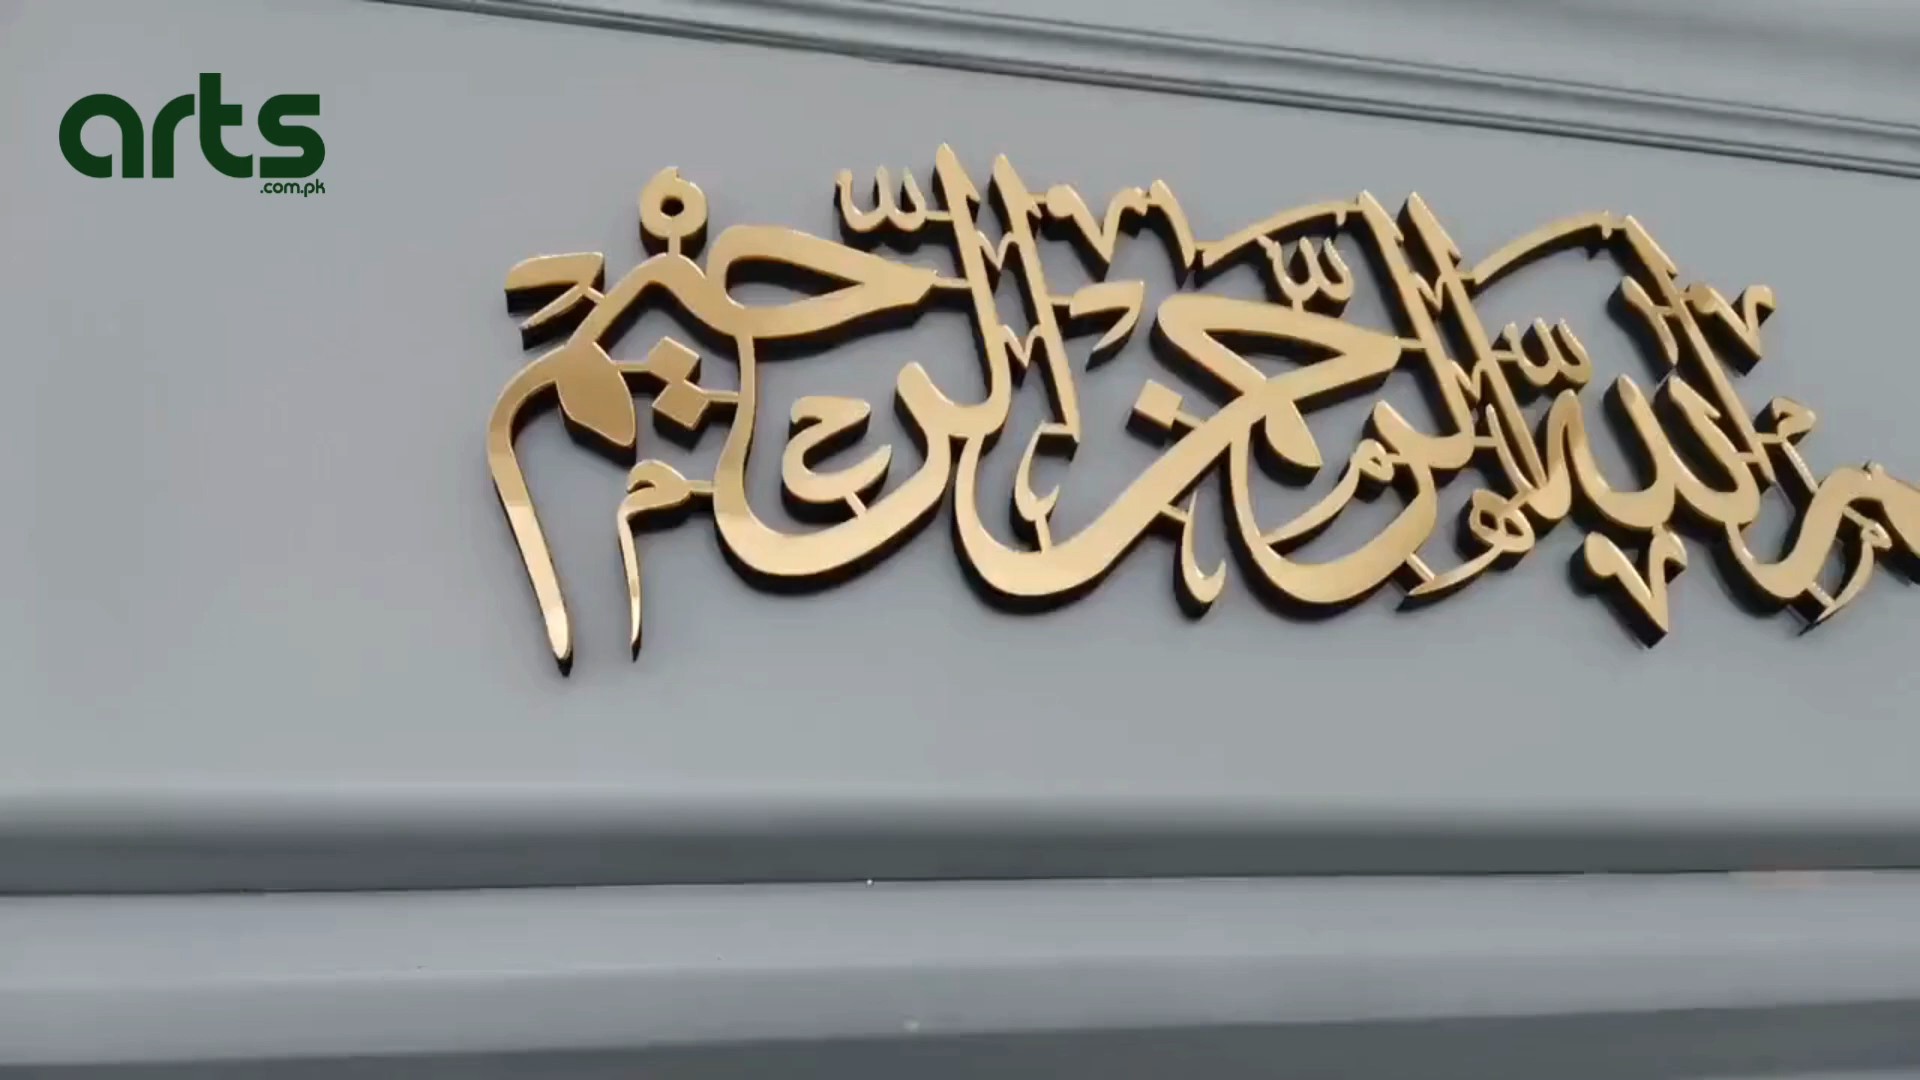 arts
.com.pk
م الله الرحمن الرحيم